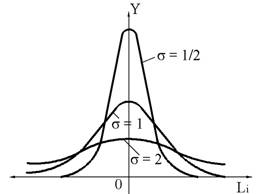 Y
σ = 1/2
σ = 1
σ = 2
0
Li